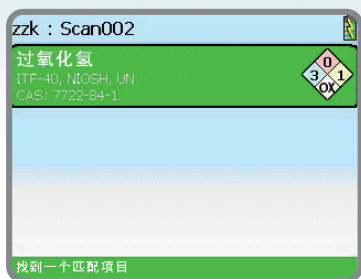 zzk : Scan002
过氧化氢
ITF-40, NIOSH, UN
CAS: 7722-84-1
0
3 1
OX
找到一个匹配项目